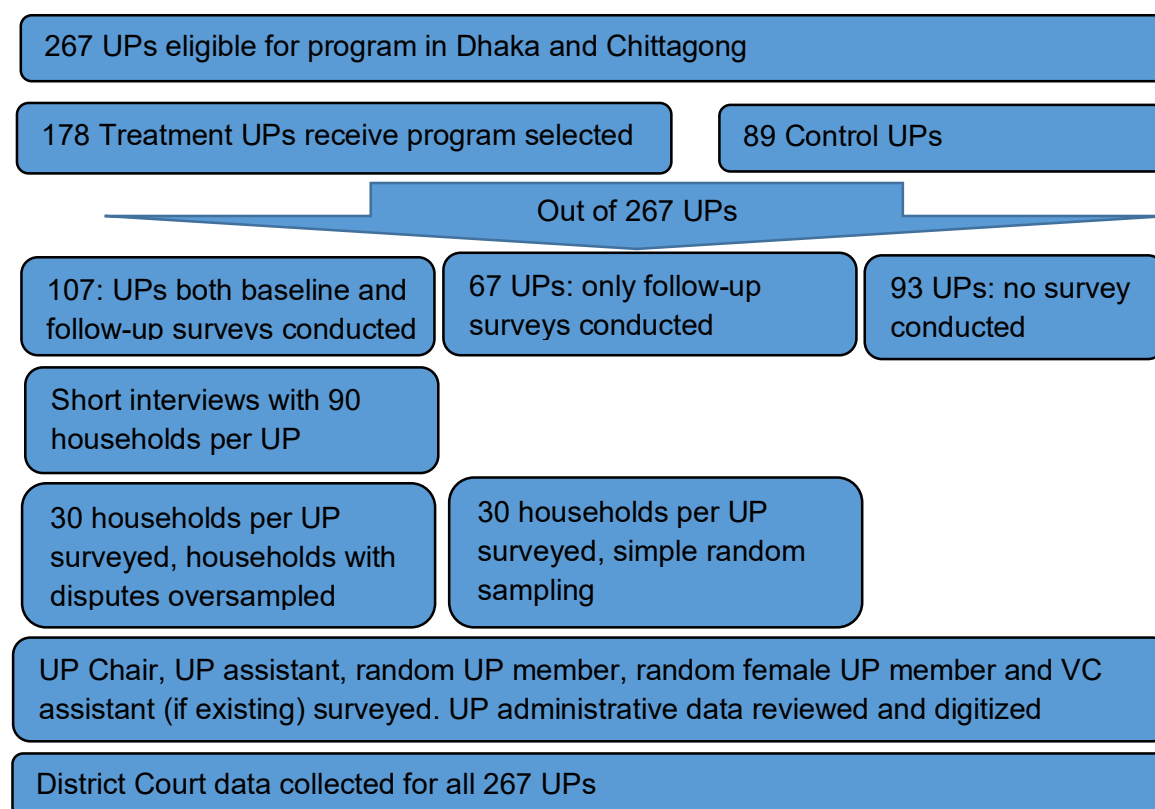 267 UPs eligible for program in Dhaka and Chittagong
178 Treatment UPs receive program selected
89 Control UPs
Out of 267 UPs
107: UPs both baseline and
follow-up surveys conducted
67 UPs: only follow-up
surveys conducted
93 UPs: no survey
conducted
Short interviews with 90
households per UP
30 households per UP
surveyed, households with
disputes oversampled
30 households per UP
surveyed, simple random
sampling
UP Chair, UP assistant, random UP member, random female UP member and VC
assistant (if existing) surveyed. UP administrative data reviewed and digitized
District Court data collected for all 267 UPs